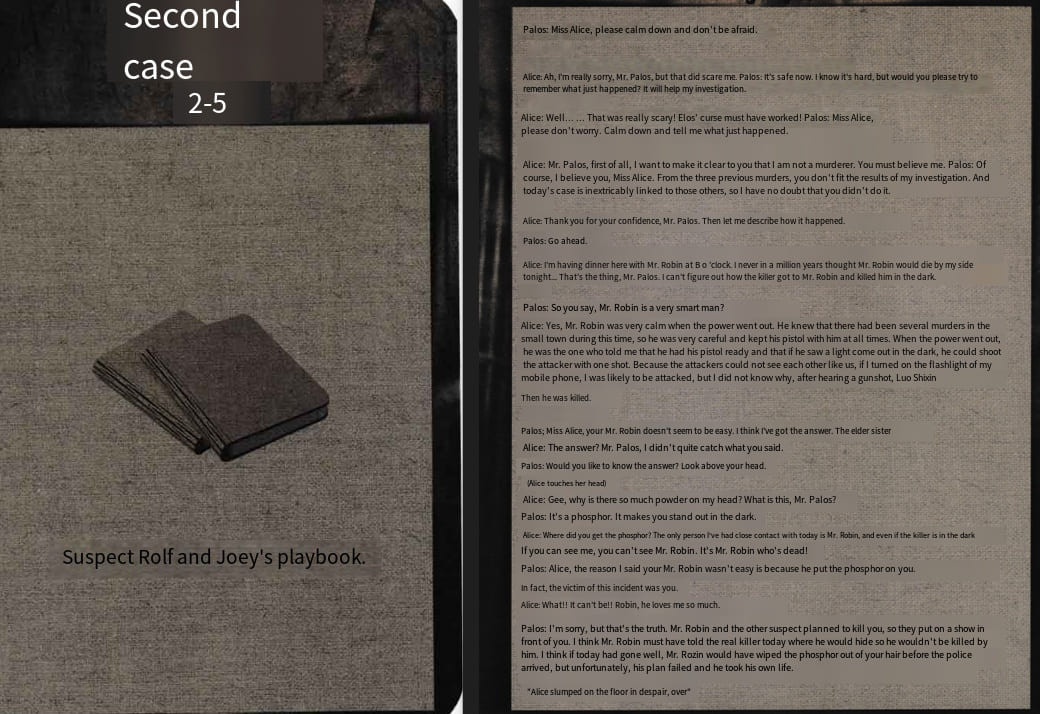 Second
case
2-5
Suspect Rolf and Joey's playbook.
Palos: Miss Alice, please calm down and don't be afraid.
Alice: Ah, I'm really sorry, Mr. Palos, but that did scare me. Palos: It's safe now. I know it's hard, but would you please try to
remember what just happened? It will help my investigation.
Alice: Well... ... That was really scary! Elos' curse must have worked! Palos: Miss Alice,
please don't worry. Calm down and tell me what just happened.
Alice: Mr. Palos, first of all, I want to make it clear to you that I am not a murderer. You must believe me. Palos: Of
course, I believe you, Miss Alice. From the three previous murders, you don't fit the results of my investigation. And
today's case is inextricably linked to those others, so I have no doubt that you didn't do it.
Alice: Thank you for your confidence, Mr. Palos. Then let me describe how it happened.
Palos: Go ahead.
Alice: I'm having dinner here with Mr. Robin at B o 'clock. I never in a million years thought Mr. Robin would die by my side
tonight... That's the thing, Mr. Palos. I can't figure out how the killer got to Mr. Robin and killed him in the dark.
Palos: So you say, Mr. Robin is a very smart man?
Alice: Yes, Mr. Robin was very calm when the power went out. He knew that there had been several murders in the
small town during this time, so he was very careful and kept his pistol with him at all times. When the power went out,
he was the one who told me that he had his pistol ready and that if he saw a light come out in the dark, he could shoot
the attacker with one shot. Because the attackers could not see each other like us, if I turned on the flashlight of my
mobile phone, I was likely to be attacked, but I did not know why, after hearing a gunshot, Luo Shixin
Then he was killed.
Palos; Miss Alice, your Mr. Robin doesn't seem to be easy. I think I've got the answer. The elder sister
Alice: The answer? Mr. Palos, I didn't quite catch what you said.
Palos: Would you like to know the answer? Look above your head.
(Alice touches her head)
Alice: Gee, why is there so much powder on my head? What is this, Mr. Palos?
Palos: It's a phosphor. It makes you stand out in the dark.
Alice: Where did you get the phosphor? The only person I've had close contact with today is Mr. Robin, and even if the killer is in the dark
If you can see me, you can't see Mr. Robin. It's Mr. Robin who's dead!
Palos: Alice, the reason I said your Mr. Robin wasn't easy is because he put the phosphor on you.
In fact, the victim of this incident was you.
Alice: What!! It can't be!! Robin, he loves me so much.
Palos: I'm sorry, but that's the truth. Mr. Robin and the other suspect planned to kill you, so they put on a show in
front of you. I think Mr. Robin must have told the real killer today where he would hide so he wouldn't be killed by
him. I think if today had gone well, Mr. Rozin would have wiped the phosphor out of your hair before the police
arrived, but unfortunately, his plan failed and he took his own life.
"Alice slumped on the floor in despair, over"